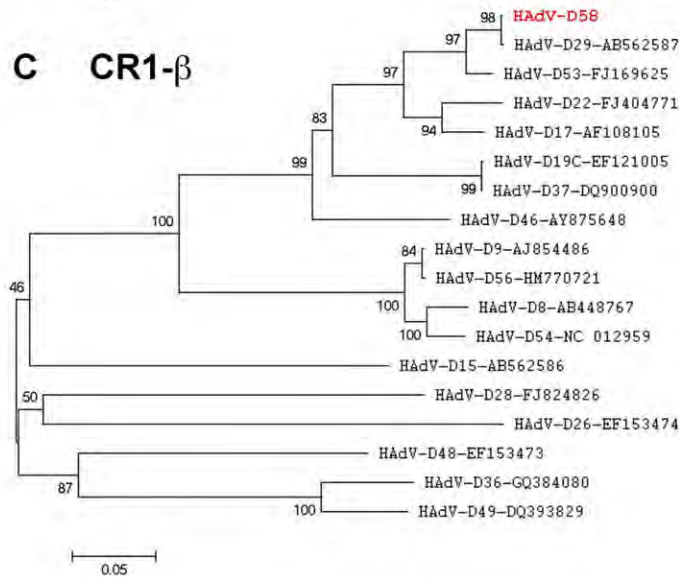 98
HAdV-D58
HAdV-D29-AB562587
97
C CR1-β
HAdV-D53-FJ169625
97
HAdV-D22-FJ404771
83
94
HAdV-D17-AF108105
HAdV-D19C-EF121005
99
99
HAdV-D37-DQ900900
100
HAdV-D46-AY875648
84
HAdV-D9-AJ854486
HAdV-D56-HM770721
46
100
HAdV-D8-AB448767
100
HAdV-D54-NC 012959
HAdV-D15-AB562586
50
HAdV-D28-FJ824826
HAdV-D26-EF153474
HAdV-D48-EF153473
87
HAdV-D36-GQ384080
100
HAdV-D49-DQ393829
0.05